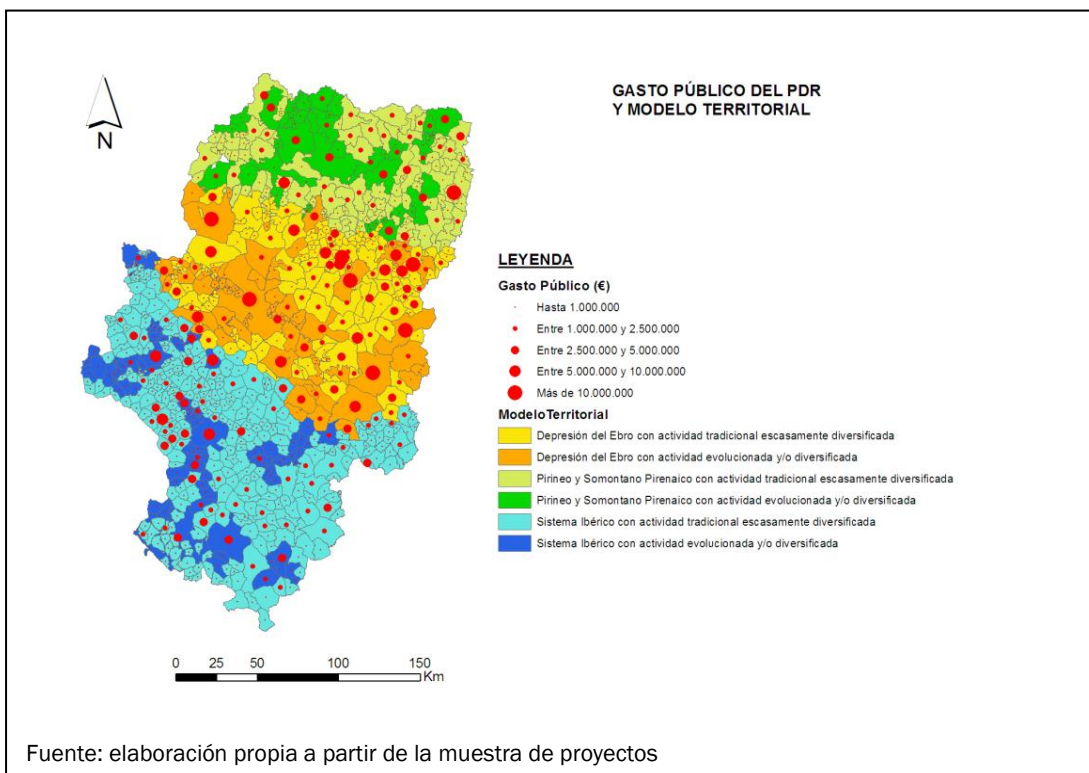 GASTO PÚBLICO DEL PDR
Y MODELO TERRITORIAL
N
LEYENDA
Gasto Público (€)
Hasta 1.000.000
Entre 1.000.000 y 2.500.000
Entre 2.500.000 y 5.000.000
Entre 5.000.000 y 10.000.000
Más de 10.000.000
Modelo Territorial
Depresión del Ebro con actividad tradicional escasamente diversificada
Depresión del Ebro con actividad evolucionada y/o diversificada
Pirineo y Somontano Pirenaico con actividad tradicional escasamente diversificada
Pirineo y Somontano Pirenaico con actividad evolucionada y/o diversificada
Sistema Ibérico con actividad tradicional escasamente diversificada
Sistema Ibérico con actividad evolucionada y/o diversificada
0 25 50 100 150
Km
Fuente: elaboración propia a partir de la muestra de proyectos